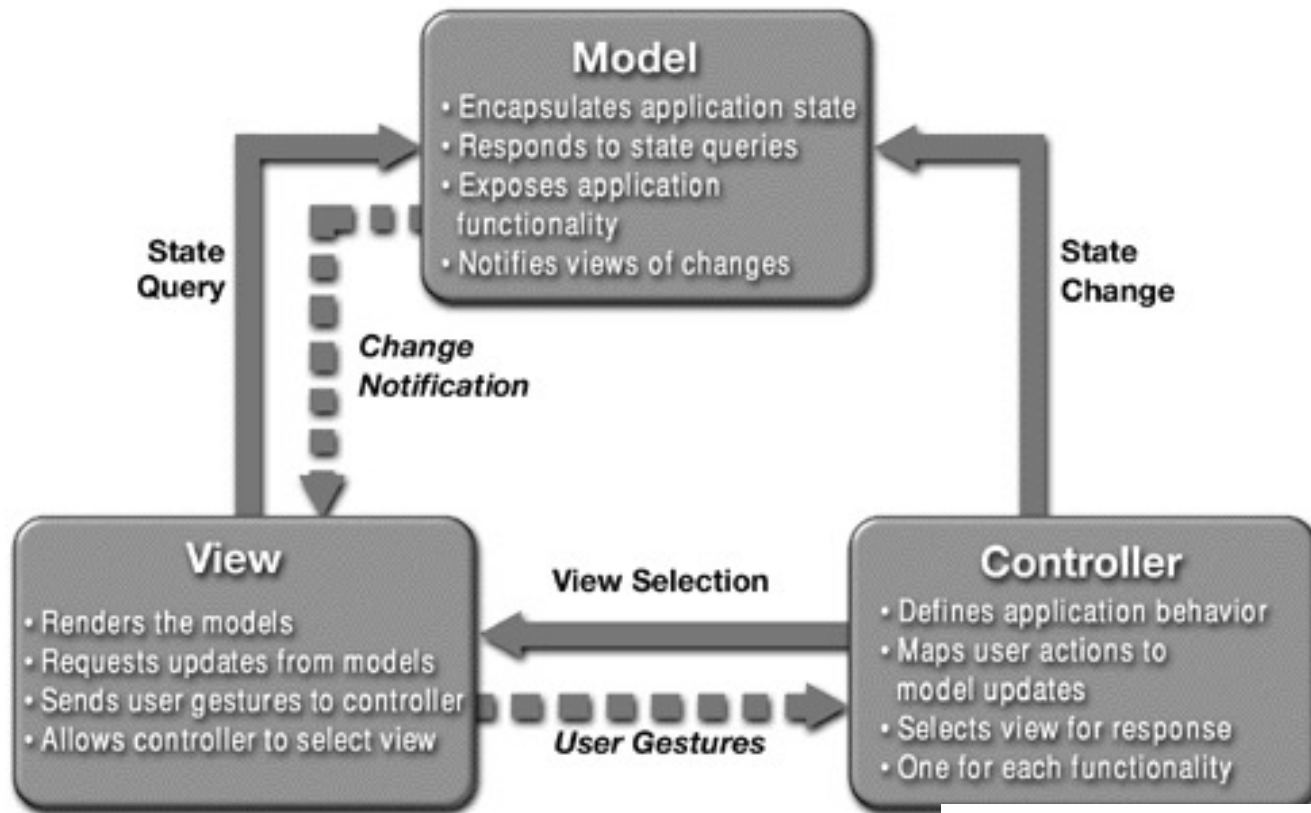 Model
• Encapsulates application state
• Responds to state queries
• Exposes application
functionality
• Notifies views of changes
State
Query
Change
Notification
State
Change
View
• Renders the models
• Requests updates from models
• Sends user gestures to controller
• Allows controller to select view
View Selection
User Gestures
Controller
• Defines application behavior
• Maps user actions to
model updates
• Selects view for response
• One for each functionality